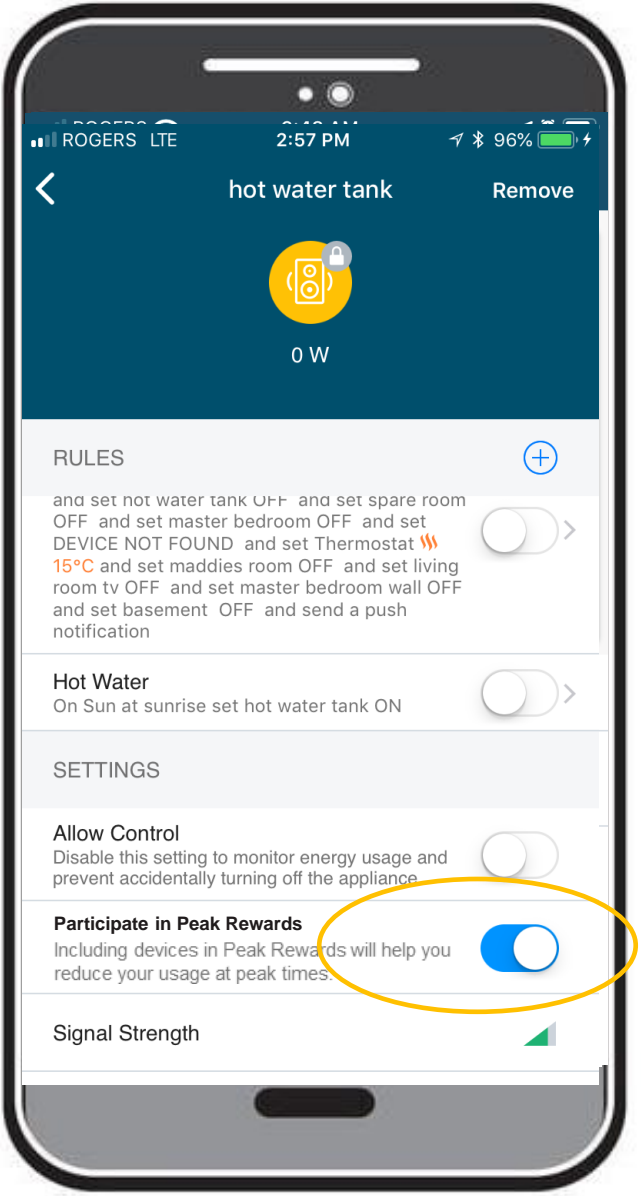 ROGERS LTE 2:57 PM 96%
hot water tank Remove
0 W
RULES
and set hot water tank OFF and set spare room
OFF and set master bedroom OFF and set
DEVICE NOT FOUND and set Thermostat
15°C and set maddies room OFF and set living
room tv OFF and set master bedroom wall OFF
and set basement OFF and send a push
notification
Hot Water
On Sun at sunrise set hot water tank ON
SETTINGS
Allow Control
Disable this setting to monitor energy usage and
prevent accidentally turning off the appliance
Participate in Peak Rewards
Including devices in Peak Rewards will help you
reduce your usage at peak times.
Signal Strength